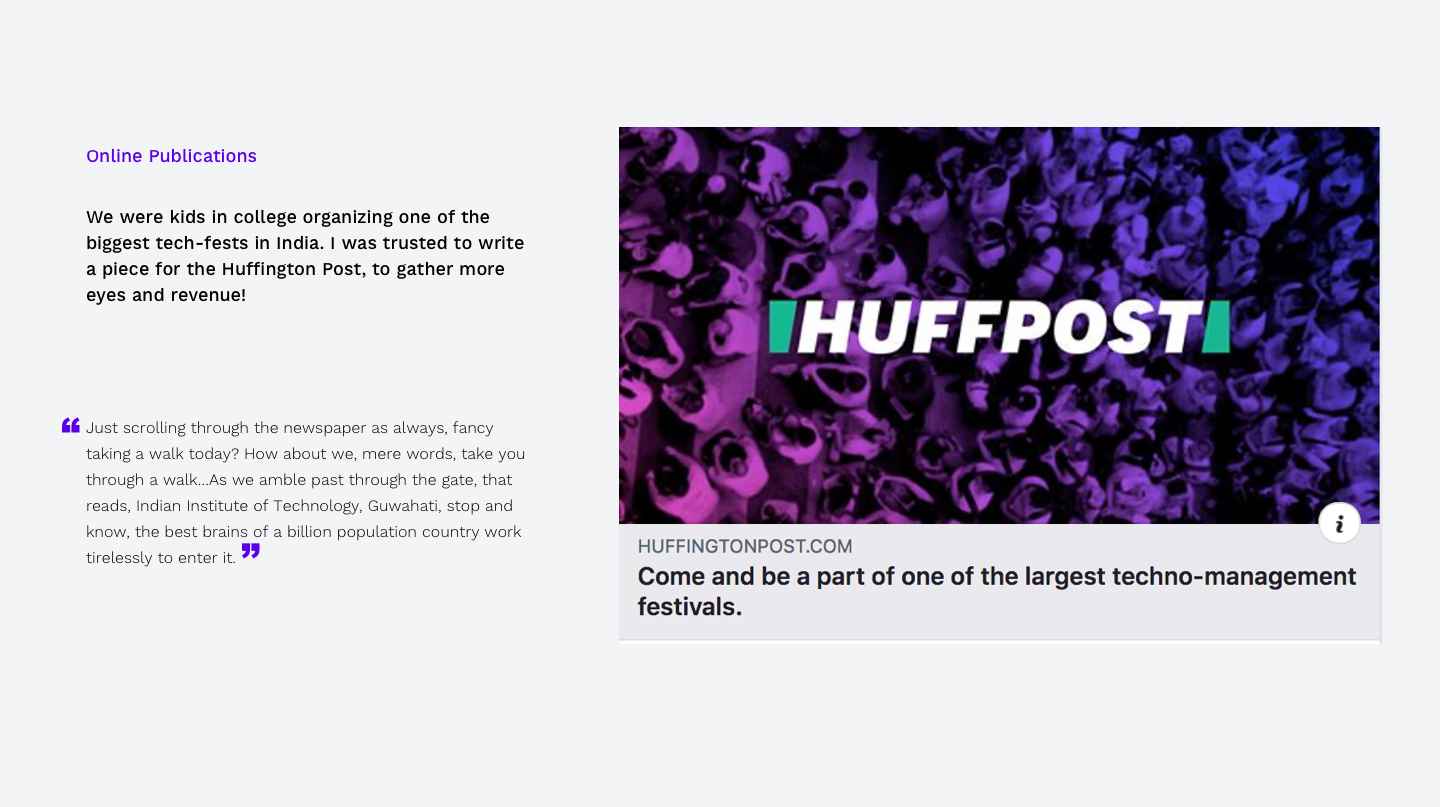 Online Publications
We were kids in college organizing one of the
biggest tech-fests in India. I was trusted to write
a piece for the Huffington Post, to gather more
eyes and revenue!
“ Just scrolling through the newspaper as always, fancy
taking a walk today? How about we, mere words, take you
through a walk...As we amble past through the gate, that
reads, Indian Institute of Technology, Guwahati, stop and
know, the best brains of a billion population country work
tirelessly to enter it. ”
HUFFPOST
i
HUFFINGTONPOST.COM
Come and be a part of one of the largest techno-management
festivals.